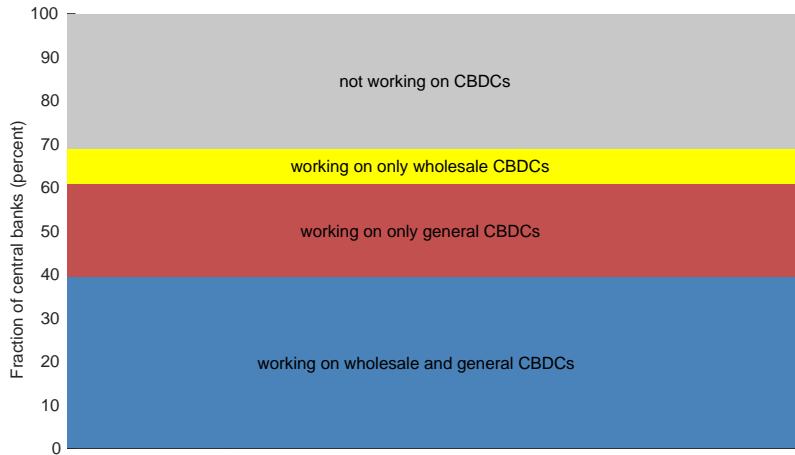 100
90
80
70
60
50
40
30
20
10
0
Fraction of central banks (percent)
not working on CBDCs
working on only wholesale CBDCs
working on only general CBDCs
working on wholesale and general CBDCs